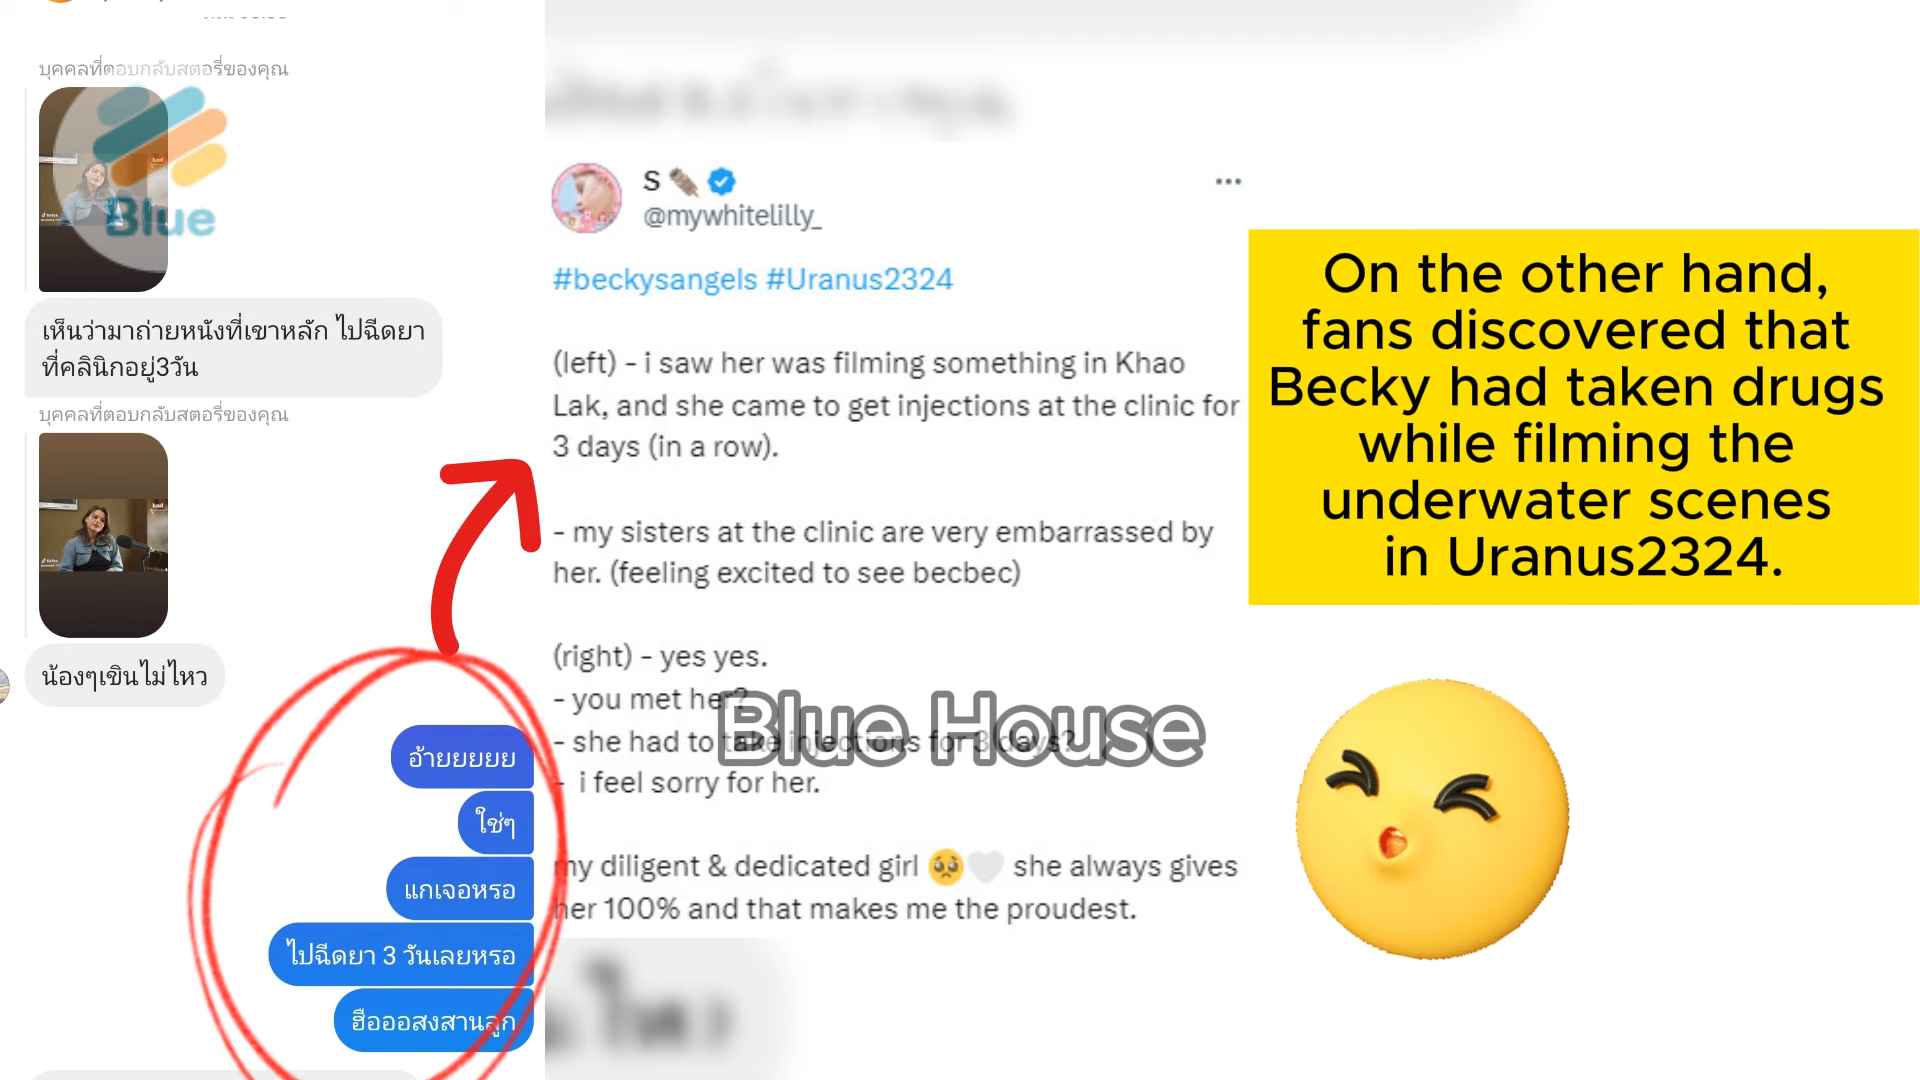 บุคคลที่ตอบกลับสตอรี่ของคุณ
Blue
เห็นว่ามาถ่ายหนังที่เขาหลัก ไปฉีดยา
ที่คลินิกอยู่3วัน
บุคคลที่ตอบกลับสตอรี่ของคุณ
น้องๆเขินไม่ไหว
อ้ายยยยยย
ใช่ๆ
แกเจอหรอ
ไปฉีดยา 3 วันเลยหรอ
ฮืออออสงสานลูก
S
@mywhitelilly_
#beckysangels #Uranus2324
(left) - i saw her was filming something in Khao
Lak, and she came to get injections at the clinic for
3 days (in a row).
- my sisters at the clinic are very embarrassed by
her. (feeling excited to see becbec)
(right) - yes yes.
- you met her?
- she had to take injections for 3 days?
- i feel sorry for her.
my diligent & dedicated girl 🥺🤍 she always gives
her 100% and that makes me the proudest.
Blue House
On the other hand,
fans discovered that
Becky had taken drugs
while filming the
underwater scenes
in Uranus2324.